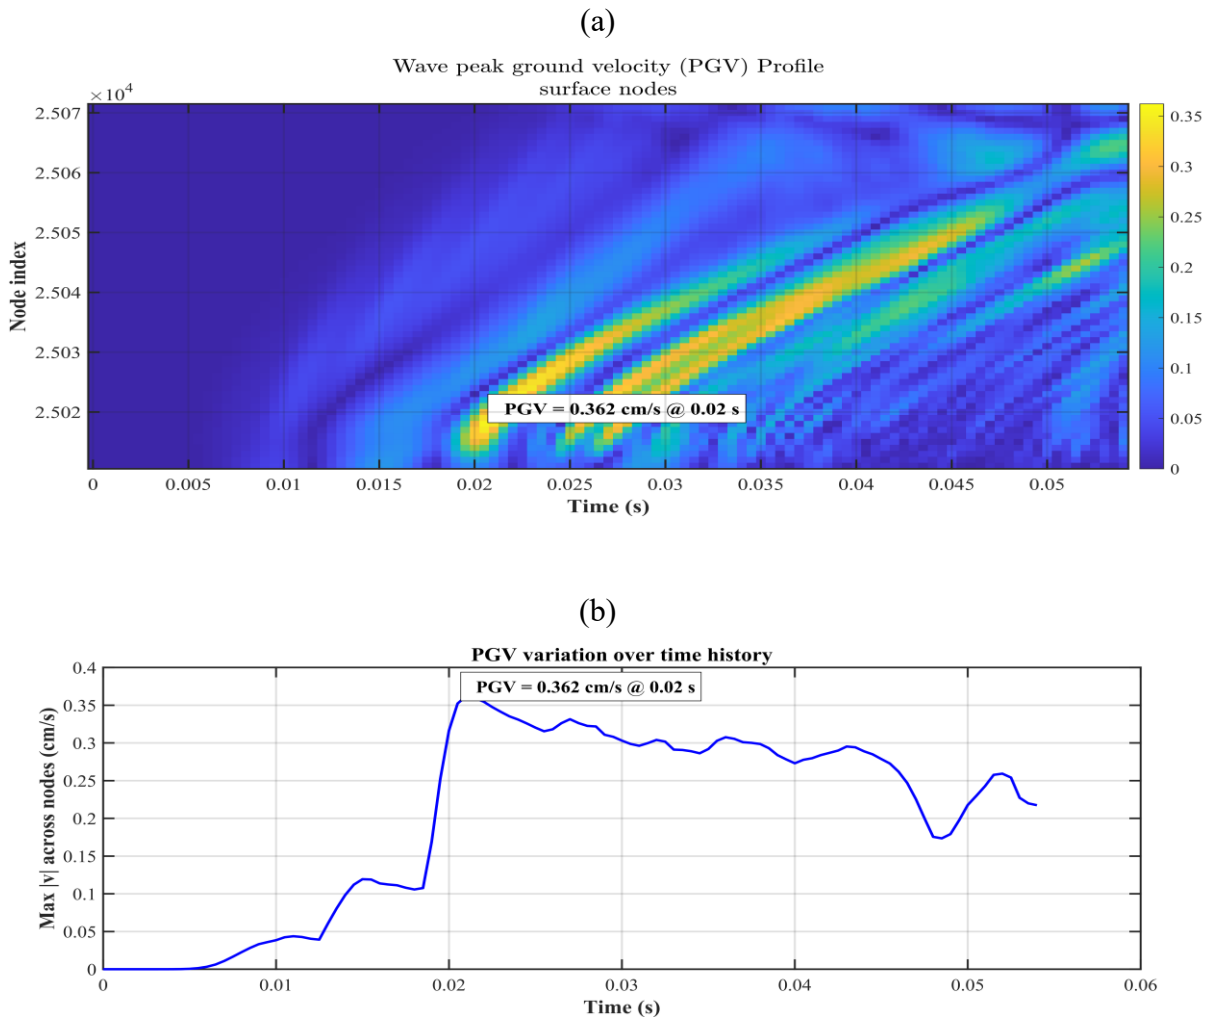 (a)
Wave peak ground velocity (PGV) Profile
surface nodes
×10⁴
2.507
2.506
2.505
2.504
2.503
2.502
Node index
PGV = 0.362 cm/s @ 0.02 s
0 0.005 0.01 0.015 0.02 0.025 0.03 0.035 0.04 0.045 0.05
Time (s)
0.35
0.3
0.25
0.2
0.15
0.1
0.05
0
(b)
PGV variation over time history
PGV = 0.362 cm/s @ 0.02 s
0.4
0.35
0.3
0.25
0.2
0.15
0.1
0.05
0
Max |v| across nodes (cm/s)
0 0.01 0.02 0.03 0.04 0.05 0.06
Time (s)